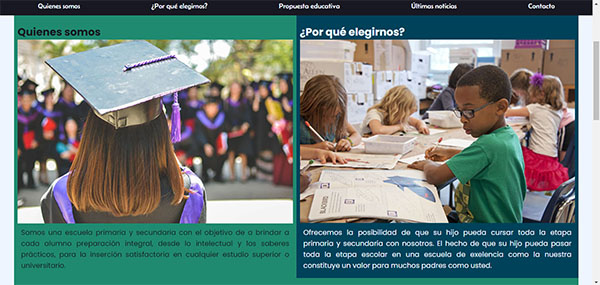 Quienes somos
¿Por qué elegirnos?
Propuesta educativa
Últimas noticias
Contacto
Quienes somos
Somos una escuela primaria y secundaria con el objetivo de a brindar a
cada alumno preparación integral, desde lo intelectual y los saberes
prácticos, para la inserción satisfactoria en cualquier estudio superior o
universitario.
¿Por qué elegirnos?
Ofrecemos la posibilidad de que su hijo pueda cursar toda la etapa
primaria y secundaria con nosotros. El hecho de que su hijo pueda pasar
toda la etapa escolar en una escuela de exelencia como la nuestra
constituye un valor para muchos padres como usted.